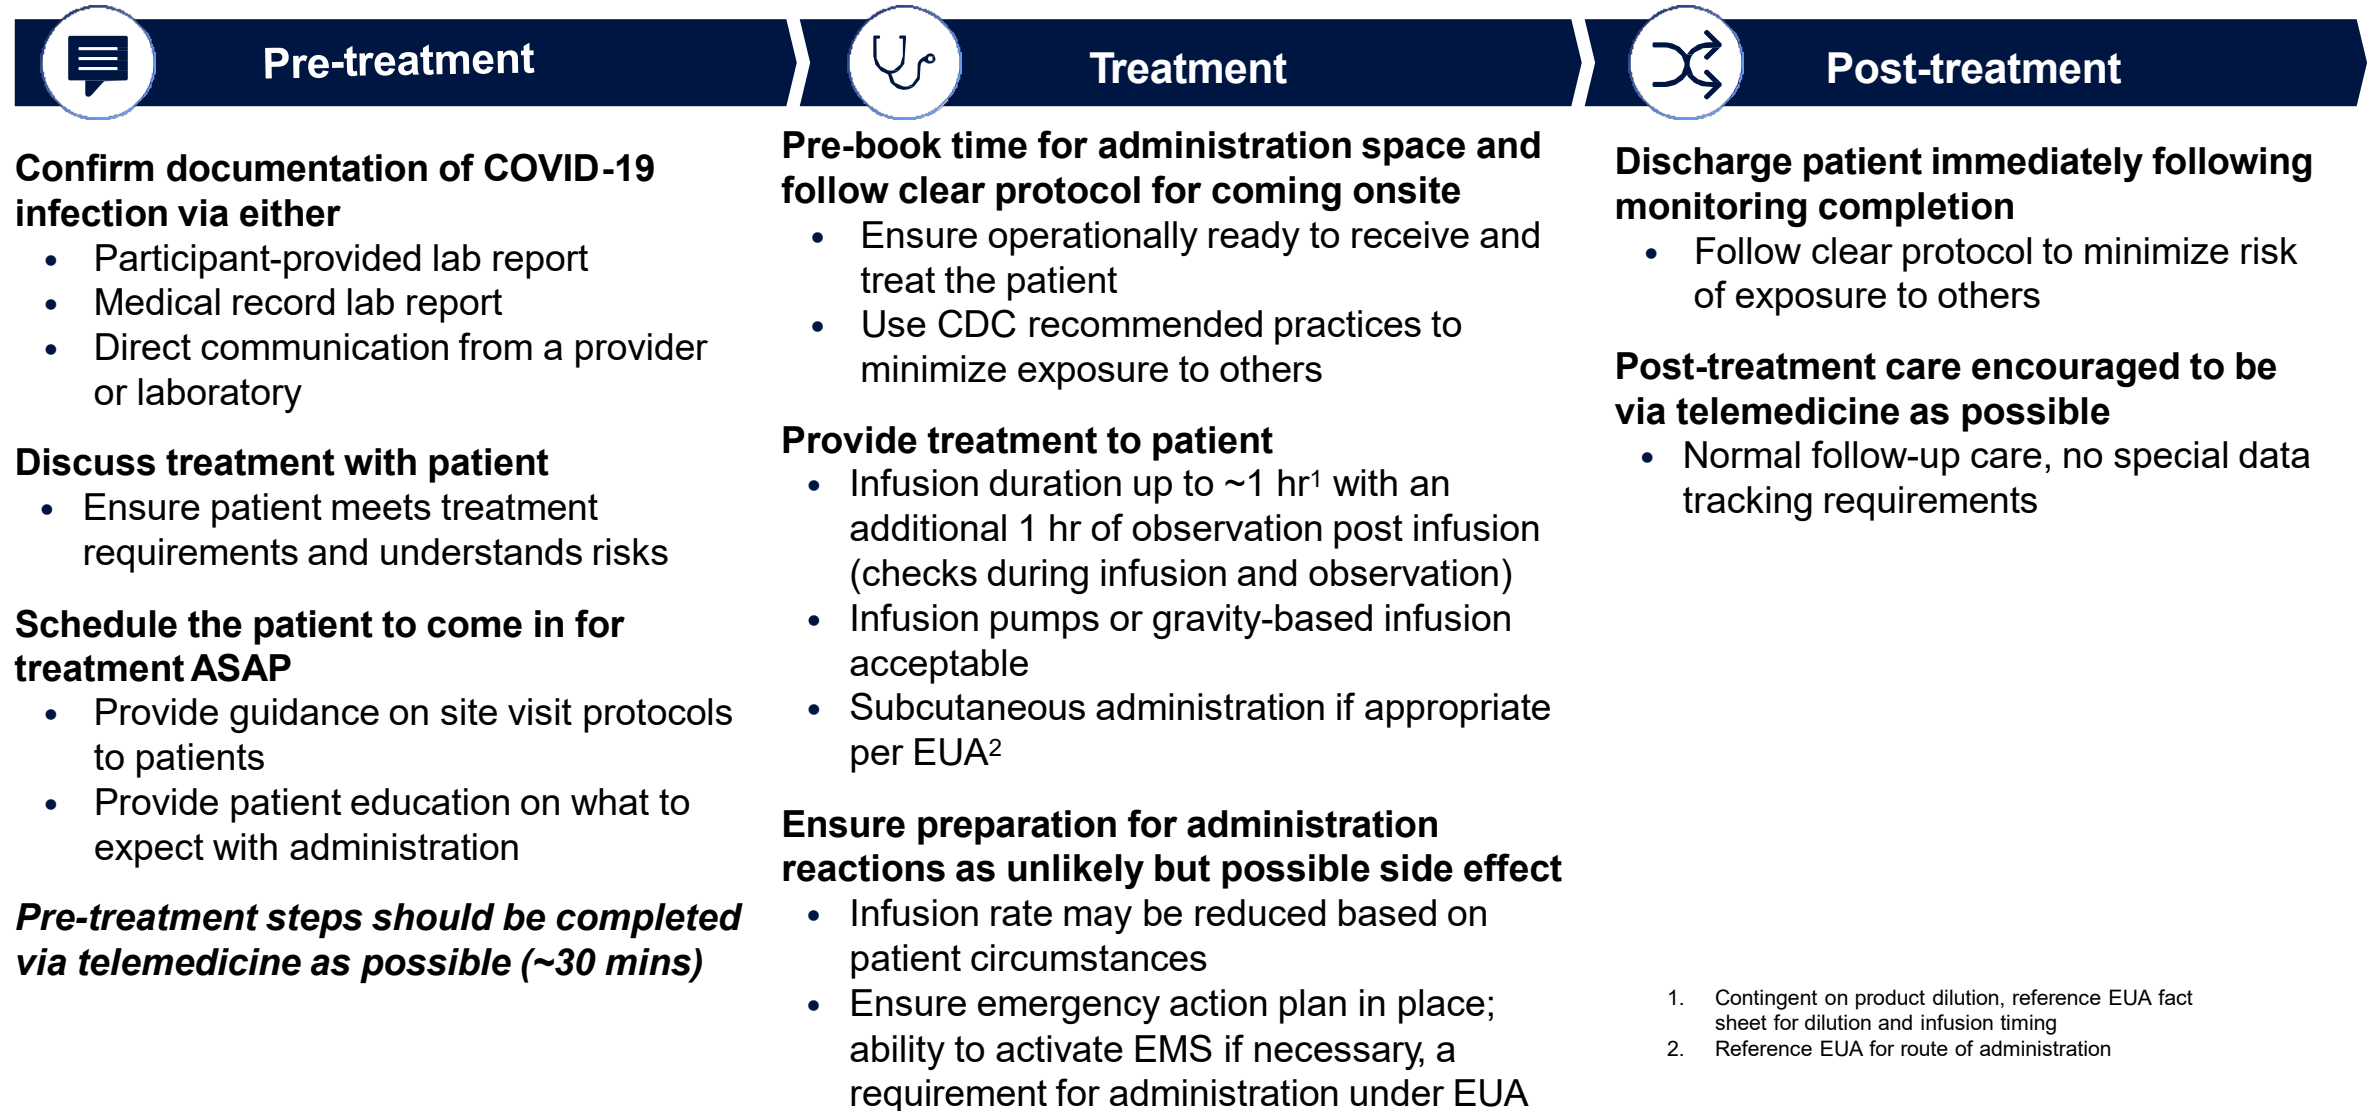 Pre-treatment
Confirm documentation of COVID-19
infection via either
• Participant-provided lab report
• Medical record lab report
• Direct communication from a provider
or laboratory
Discuss treatment with patient
• Ensure patient meets treatment
requirements and understands risks
Schedule the patient to come in for
treatment ASAP
• Provide guidance on site visit protocols
to patients
• Provide patient education on what to
expect with administration
Pre-treatment steps should be completed
via telemedicine as possible (~30 mins)
Treatment
Pre-book time for administration space and
follow clear protocol for coming onsite
• Ensure operationally ready to receive and
treat the patient
• Use CDC recommended practices to
minimize exposure to others
Provide treatment to patient
• Infusion duration up to ~1 hr¹ with an
additional 1 hr of observation post infusion
(checks during infusion and observation)
• Infusion pumps or gravity-based infusion
acceptable
• Subcutaneous administration if appropriate
per EUA²
Ensure preparation for administration
reactions as unlikely but possible side effect
• Infusion rate may be reduced based on
patient circumstances
• Ensure emergency action plan in place;
ability to activate EMS if necessary, a
requirement for administration under EUA
Post-treatment
Discharge patient immediately following
monitoring completion
• Follow clear protocol to minimize risk
of exposure to others
Post-treatment care encouraged to be
via telemedicine as possible
• Normal follow-up care, no special data
tracking requirements
1. Contingent on product dilution, reference EUA fact
sheet for dilution and infusion timing
2. Reference EUA for route of administration